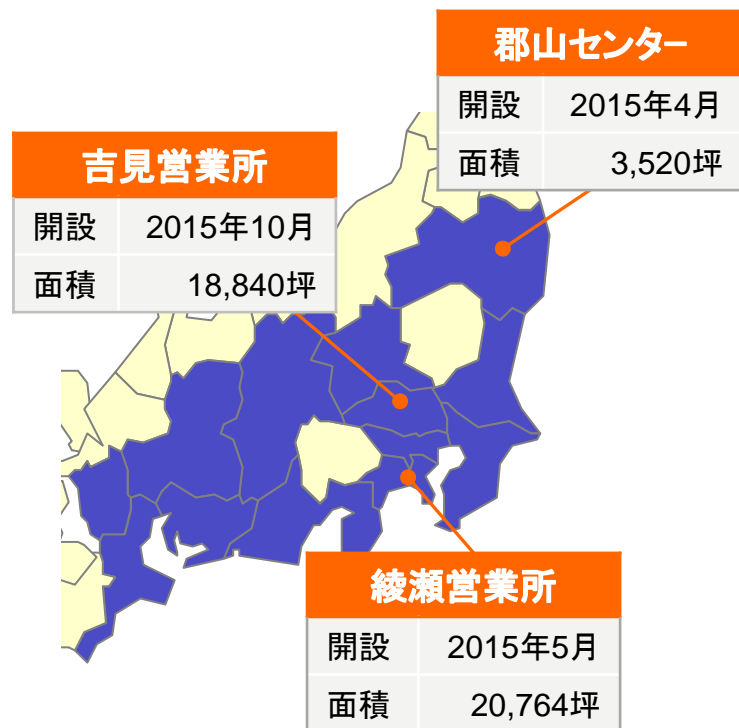 郡山センター
開設 2015年4月
面積 3,520坪
吉見営業所
開設 2015年10月
面積 18,840坪
綾瀬営業所
開設 2015年5月
面積 20,764坪